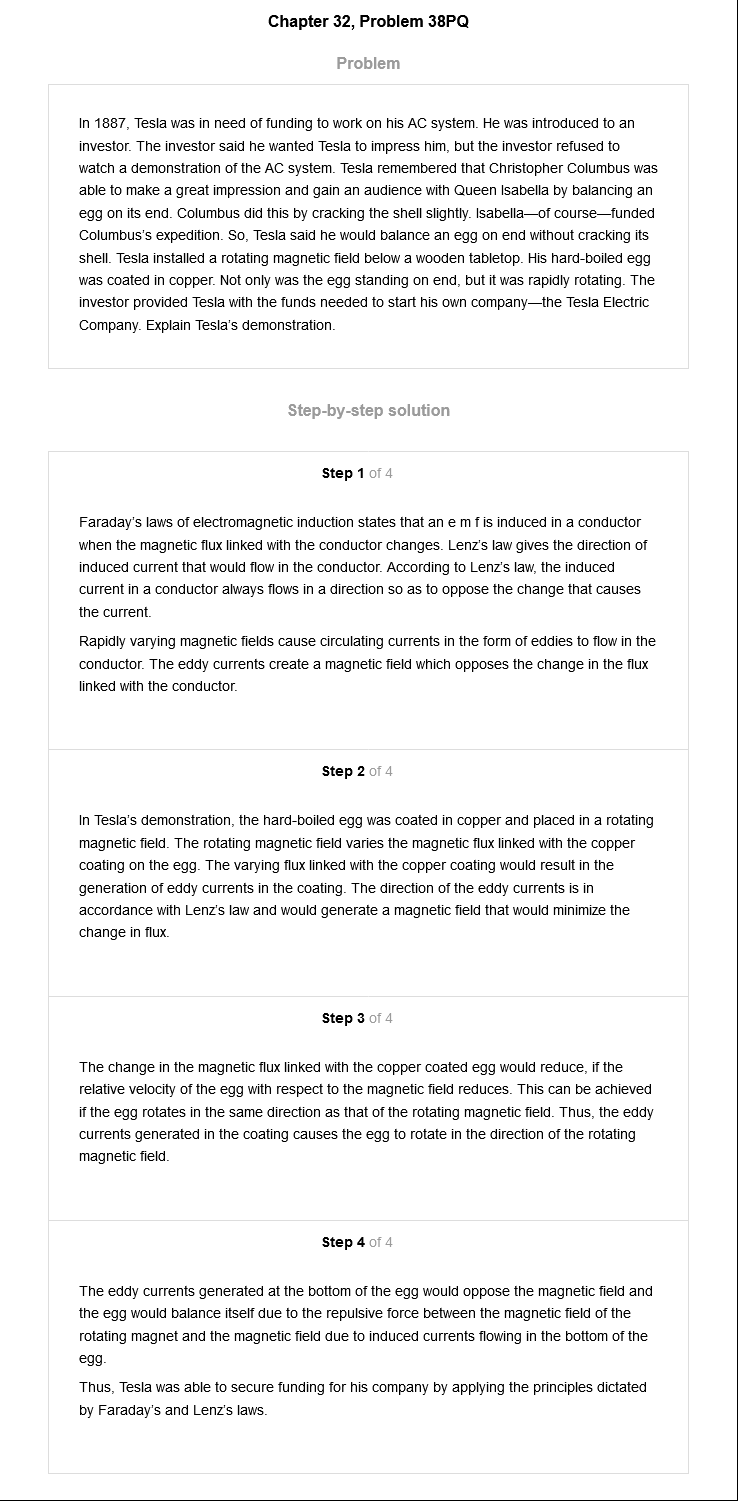 Chapter 32, Problem 38PQ
Problem
In 1887, Tesla was in need of funding to work on his AC system. He was introduced to an
investor. The investor said he wanted Tesla to impress him, but the investor refused to
watch a demonstration of the AC system. Tesla remembered that Christopher Columbus was
able to make a great impression and gain an audience with Queen Isabella by balancing an
egg on its end. Columbus did this by cracking the shell slightly. Isabella—of course—funded
Columbus's expedition. So, Tesla said he would balance an egg on end without cracking its
shell. Tesla installed a rotating magnetic field below a wooden tabletop. His hard-boiled egg
was coated in copper. Not only was the egg standing on end, but it was rapidly rotating. The
investor provided Tesla with the funds needed to start his own company—the Tesla Electric
Company. Explain Tesla's demonstration.
Step-by-step solution
Step 1 of 4
Faraday's laws of electromagnetic induction states that an e m f is induced in a conductor
when the magnetic flux linked with the conductor changes. Lenz's law gives the direction of
induced current that would flow in the conductor. According to Lenz's law, the induced
current in a conductor always flows in a direction so as to oppose the change that causes
the current.
Rapidly varying magnetic fields cause circulating currents in the form of eddies to flow in the
conductor. The eddy currents create a magnetic field which opposes the change in the flux
linked with the conductor.
Step 2 of 4
In Tesla's demonstration, the hard-boiled egg was coated in copper and placed in a rotating
magnetic field. The rotating magnetic field varies the magnetic flux linked with the copper
coating on the egg. The varying flux linked with the copper coating would result in the
generation of eddy currents in the coating. The direction of the eddy currents is in
accordance with Lenz's law and would generate a magnetic field that would minimize the
change in flux.
Step 3 of 4
The change in the magnetic flux linked with the copper coated egg would reduce, if the
relative velocity of the egg with respect to the magnetic field reduces. This can be achieved
if the egg rotates in the same direction as that of the rotating magnetic field. Thus, the eddy
currents generated in the coating causes the egg to rotate in the direction of the rotating
magnetic field.
Step 4 of 4
The eddy currents generated at the bottom of the egg would oppose the magnetic field and
the egg would balance itself due to the repulsive force between the magnetic field of the
rotating magnet and the magnetic field due to induced currents flowing in the bottom of the
egg.
Thus, Tesla was able to secure funding for his company by applying the principles dictated
by Faraday's and Lenz's laws.